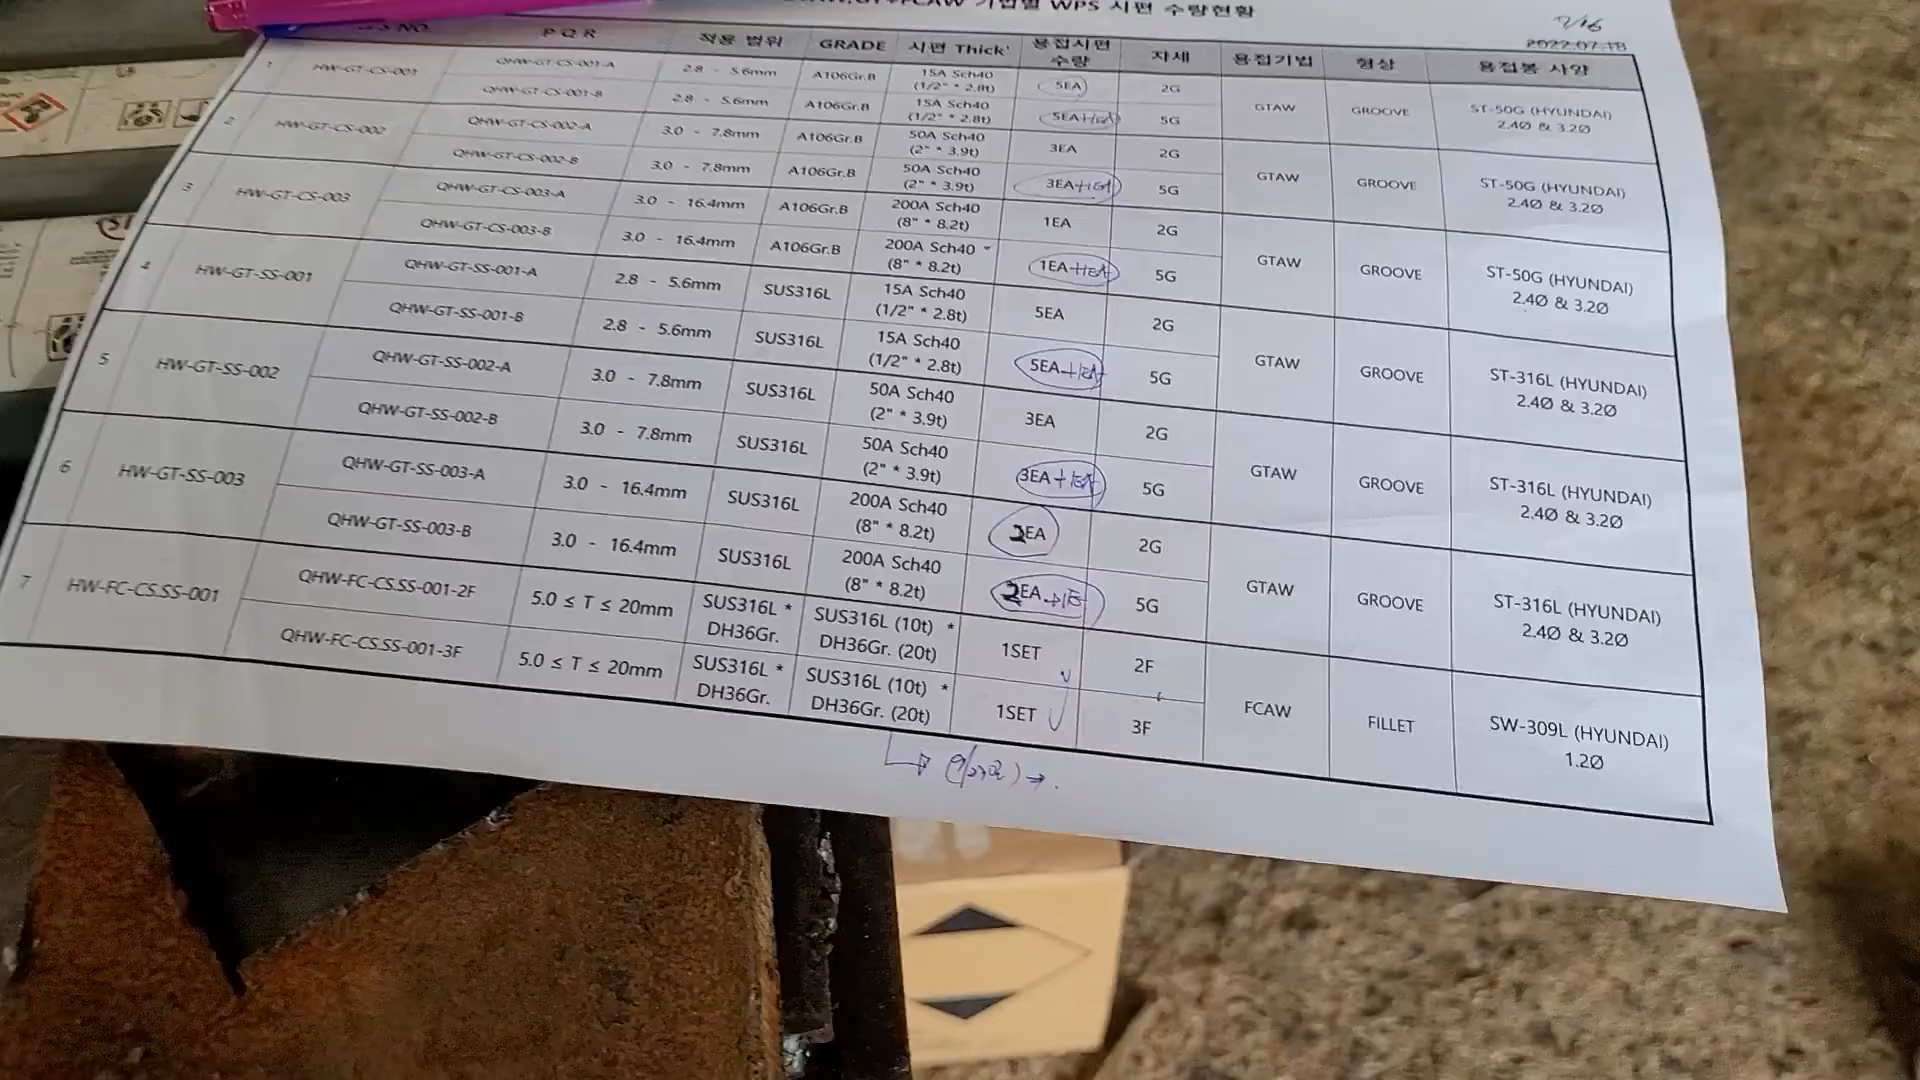 WPS 시편 수량현황
2022.07.18
P Q R 적용 범위 GRADE 시편 Thick' 용접시편 수량 자세 용접기법 형상 용접봉 사양
1 HW-GT-CS-001 QHW-GT-CS-001-A 2.8 - 5.6mm A106Gr.B 15A Sch40 (1/2" * 2.8t) 5EA 2G GTAW GROOVE ST-50G (HYUNDAI) 2.4Ø & 3.2Ø
QHW-GT-CS-001-B 2.8 - 5.6mm A106Gr.B 15A Sch40 (1/2" * 2.8t) 5EA+1EA 5G
2 HW-GT-CS-002 QHW-GT-CS-002-A 3.0 - 7.8mm A106Gr.B 50A Sch40 (2" * 3.9t) 3EA 2G GTAW GROOVE ST-50G (HYUNDAI) 2.4Ø & 3.2Ø
QHW-GT-CS-002-B 3.0 - 7.8mm A106Gr.B 50A Sch40 (2" * 3.9t) 3EA+1EA 5G
3 HW-GT-CS-003 QHW-GT-CS-003-A 3.0 - 16.4mm A106Gr.B 200A Sch40 (8" * 8.2t) 1EA 2G GTAW GROOVE ST-50G (HYUNDAI) 2.4Ø & 3.2Ø
QHW-GT-CS-003-B 3.0 - 16.4mm A106Gr.B 200A Sch40 (8" * 8.2t) 1EA+1EA 5G
4 HW-GT-SS-001 QHW-GT-SS-001-A 2.8 - 5.6mm SUS316L 15A Sch40 (1/2" * 2.8t) 5EA 2G GTAW GROOVE ST-316L (HYUNDAI) 2.4Ø & 3.2Ø
QHW-GT-SS-001-B 2.8 - 5.6mm SUS316L 15A Sch40 (1/2" * 2.8t) 5EA+1EA 5G
5 HW-GT-SS-002 QHW-GT-SS-002-A 3.0 - 7.8mm SUS316L 50A Sch40 (2" * 3.9t) 3EA 2G GTAW GROOVE ST-316L (HYUNDAI) 2.4Ø & 3.2Ø
QHW-GT-SS-002-B 3.0 - 7.8mm SUS316L 50A Sch40 (2" * 3.9t) 3EA+1EA 5G
6 HW-GT-SS-003 QHW-GT-SS-003-A 3.0 - 16.4mm SUS316L 200A Sch40 (8" * 8.2t) 2EA 2G GTAW GROOVE ST-316L (HYUNDAI) 2.4Ø & 3.2Ø
QHW-GT-SS-003-B 3.0 - 16.4mm SUS316L 200A Sch40 (8" * 8.2t) 2EA 5G
7 HW-FC-CS.SS-001 QHW-FC-CS.SS-001-2F 5.0 ≤ T ≤ 20mm SUS316L * DH36Gr. SUS316L (10t) * DH36Gr. (20t) 1SET 2F FCAW FILLET SW-309L (HYUNDAI) 1.2Ø
QHW-FC-CS.SS-001-3F 5.0 ≤ T ≤ 20mm SUS316L * DH36Gr. SUS316L (10t) * DH36Gr. (20t) 1SET 3F